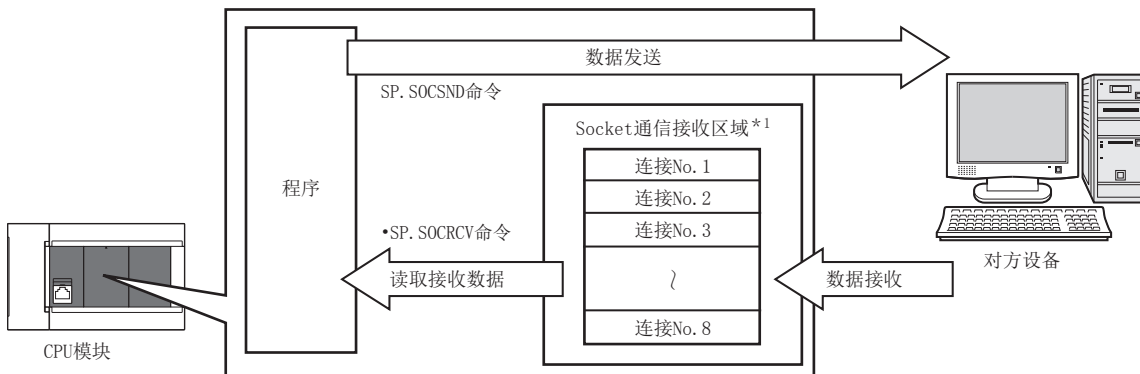 数据发送
SP.SOCSND命令
Socket通信接收区域*1
连接No.1
连接No.2
连接No.3
～
连接No.8
程序
•SP.SOCRCV命令
读取接收数据
数据接收
对方设备
CPU模块